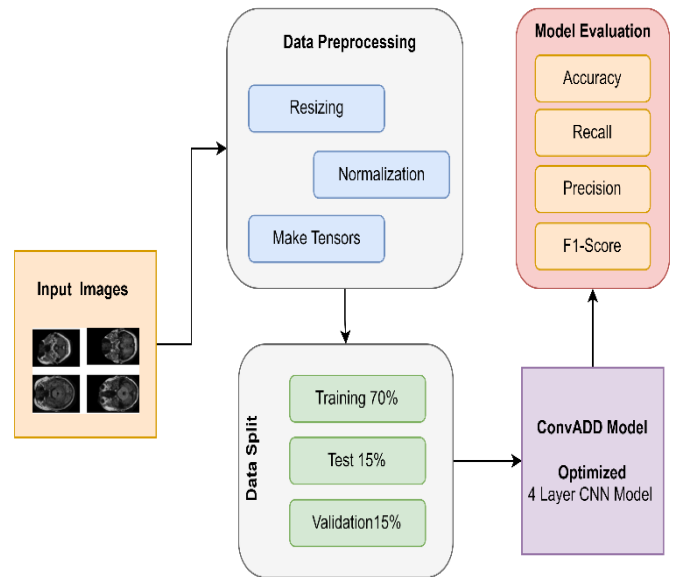 Input Images
Data Preprocessing
Resizing
Normalization
Make Tensors
Data Split
Training 70%
Test 15%
Validation15%
ConvADD Model
Optimized
4 Layer CNN Model
Model Evaluation
Accuracy
Recall
Precision
F1-Score